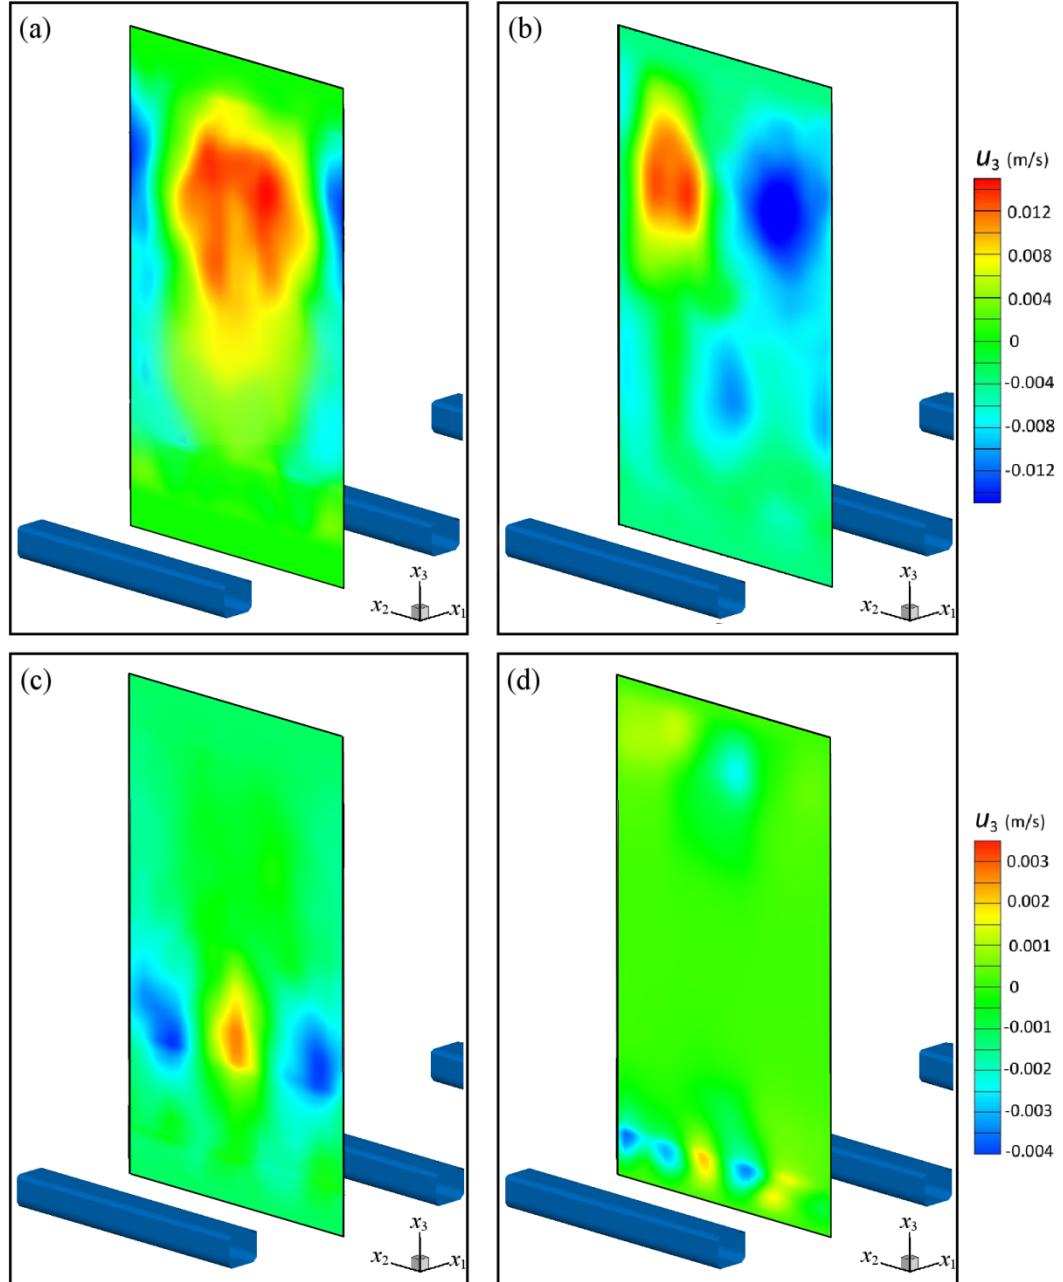 (a)
(b)
u₃ (m/s)
0.012
0.008
0.004
0
-0.004
-0.008
-0.012
x₃
x₂
x₁
x₃
x₂
x₁
(c)
(d)
u₃ (m/s)
0.003
0.002
0.001
0
-0.001
-0.002
-0.003
-0.004
x₃
x₂
x₁
x₃
x₂
x₁